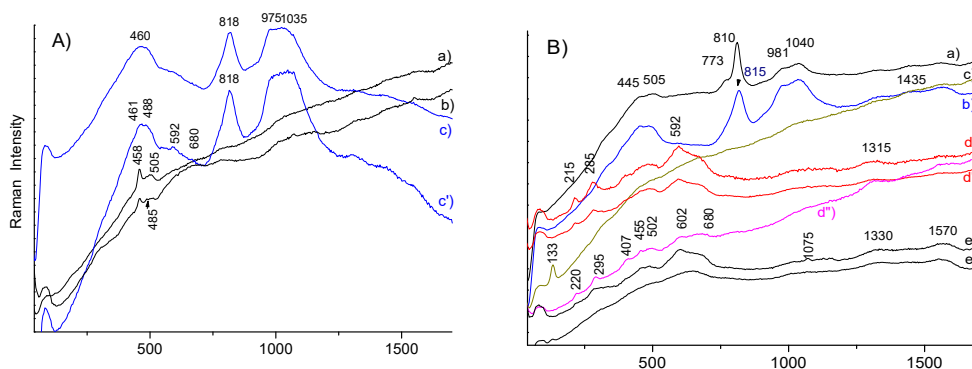 A)
460
818
975
1035
a)
b)
818
c)
461
488
592
680
458
505
485
c')
Raman Intensity
500
1000
1500
B)
810
773
815
981
1040
a)
c
445
505
1435
b)
592
215
285
1315
d
d
d'')
133
220
295
407
455
502
602
680
1075
1330
1570
e
e
500
1000
1500